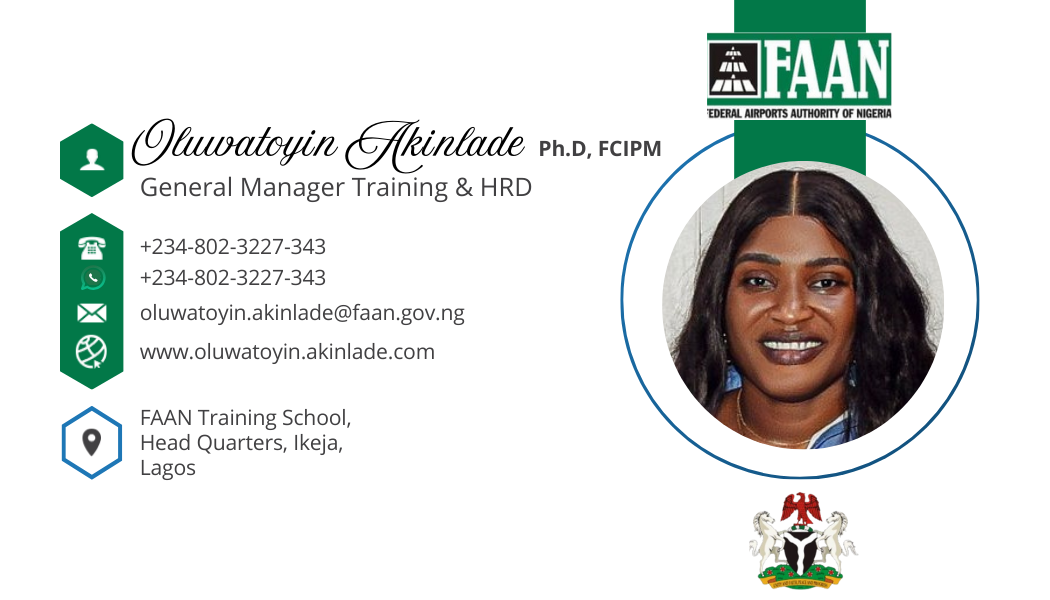 FAAN
FEDERAL AIRPORTS AUTHORITY OF NIGERIA
Oluwatoyin Akinlade Ph.D, FCIPM
General Manager Training & HRD
+234-802-3227-343
+234-802-3227-343
oluwatoyin.akinlade@faan.gov.ng
www.oluwatoyin.akinlade.com
FAAN Training School,
Head Quarters, Ikeja,
Lagos